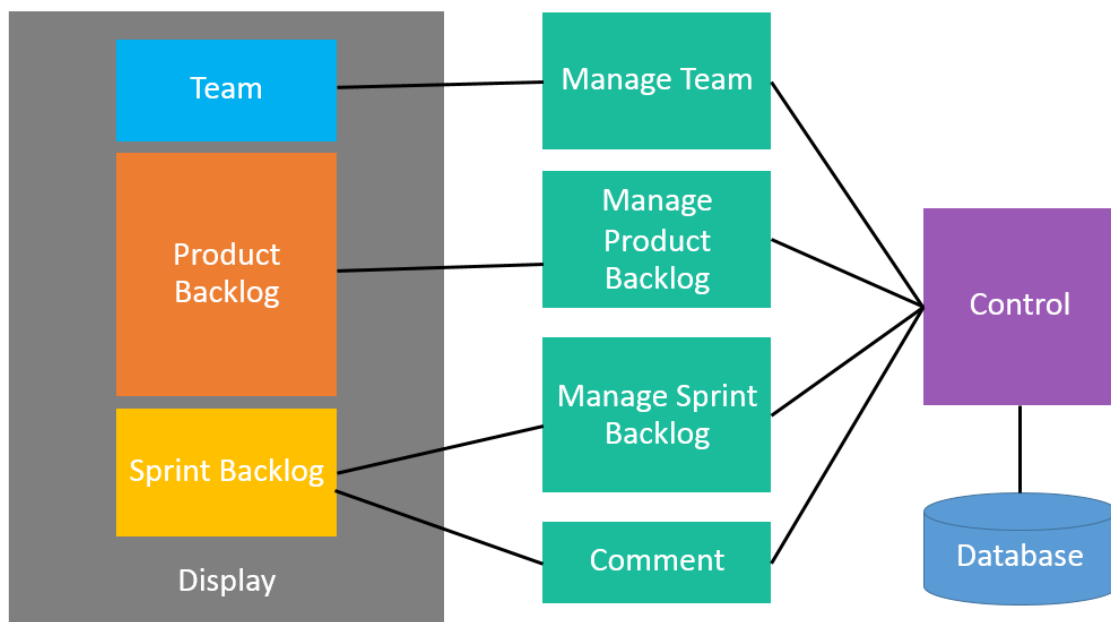 Team
Product
Backlog
Sprint Backlog
Display
Manage Team
Manage
Product
Backlog
Manage Sprint
Backlog
Comment
Control
Database